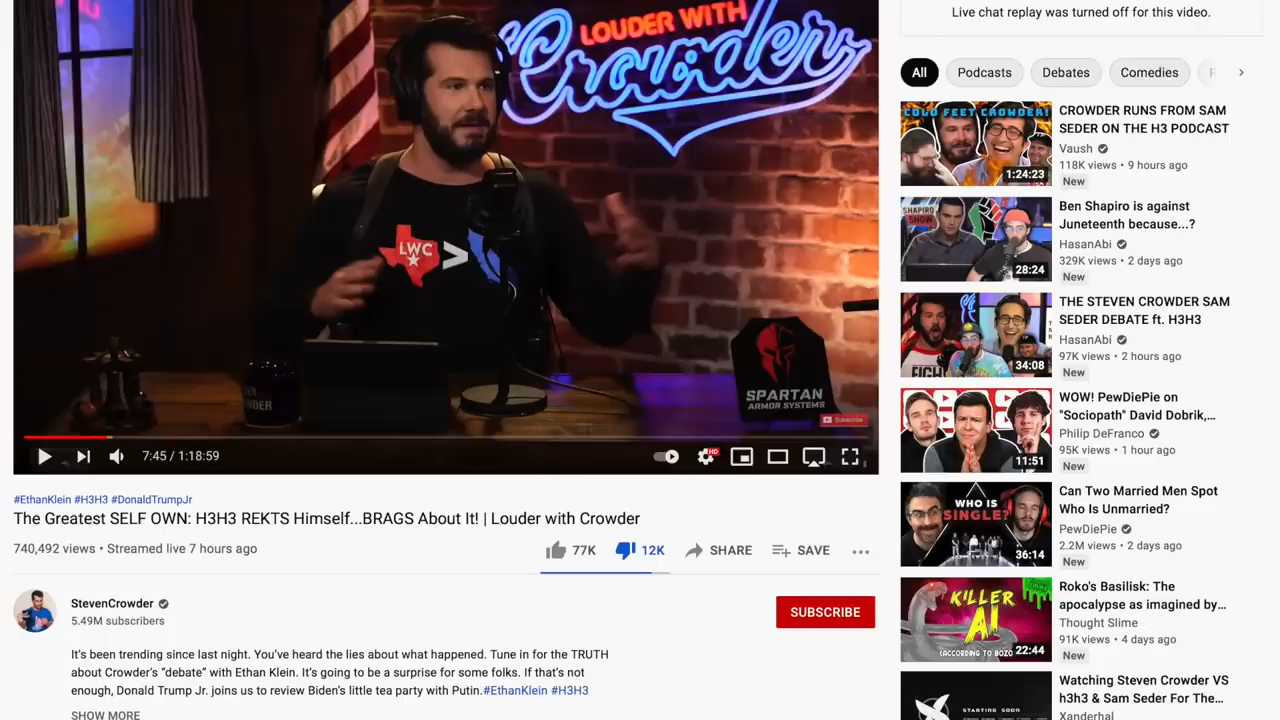 LOUDER WITH
Crowder
LWC
>
SPARTAN
ARMOR SYSTEMS
Subscribe
7:45 / 1:18:59
HD
#EthanKlein #H3H3 #DonaldTrumpJr
The Greatest SELF OWN: H3H3 REKTS Himself...BRAGS About It! | Louder with Crowder
740,492 views • Streamed live 7 hours ago
77K
12K
SHARE
SAVE
StevenCrowder
5.49M subscribers
SUBSCRIBE
It's been trending since last night. You've heard the lies about what happened. Tune in for the TRUTH
about Crowder's “debate” with Ethan Klein. It's going to be a surprise for some folks. If that's not
enough, Donald Trump Jr. joins us to review Biden's little tea party with Putin.#EthanKlein #H3H3
SHOW MORE
Live chat replay was turned off for this video.
All
Podcasts
Debates
Comedies
COLD FEET CROWDER!
1:24:23
CROWDER RUNS FROM SAM
SEDER ON THE H3 PODCAST
Vaush
118K views • 9 hours ago
New
SHAPIRO
SHOW
28:24
Ben Shapiro is against
Juneteenth because...?
HasanAbi
329K views • 2 days ago
New
34:08
THE STEVEN CROWDER SAM
SEDER DEBATE ft. H3H3
HasanAbi
97K views • 2 hours ago
New
11:51
WOW! PewDiePie on
"Sociopath" David Dobrik,...
Philip DeFranco
95K views • 1 hour ago
New
WHO IS
SINGLE?
36:14
Can Two Married Men Spot
Who Is Unmarried?
PewDiePie
2.2M views • 2 days ago
New
KILLER
AI
(ACCORDING TO BOZO
22:44
Roko's Basilisk: The
apocalypse as imagined by...
Thought Slime
91K views • 4 days ago
New
STARTING SOON
Watching Steven Crowder VS
h3h3 & Sam Seder For The...
Xanderhal